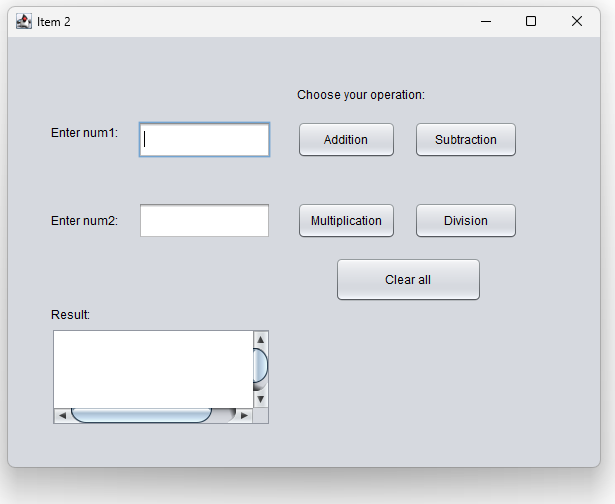 Item 2
Choose your operation:
Enter num1:
Addition
Subtraction
Enter num2:
Multiplication
Division
Clear all
Result: